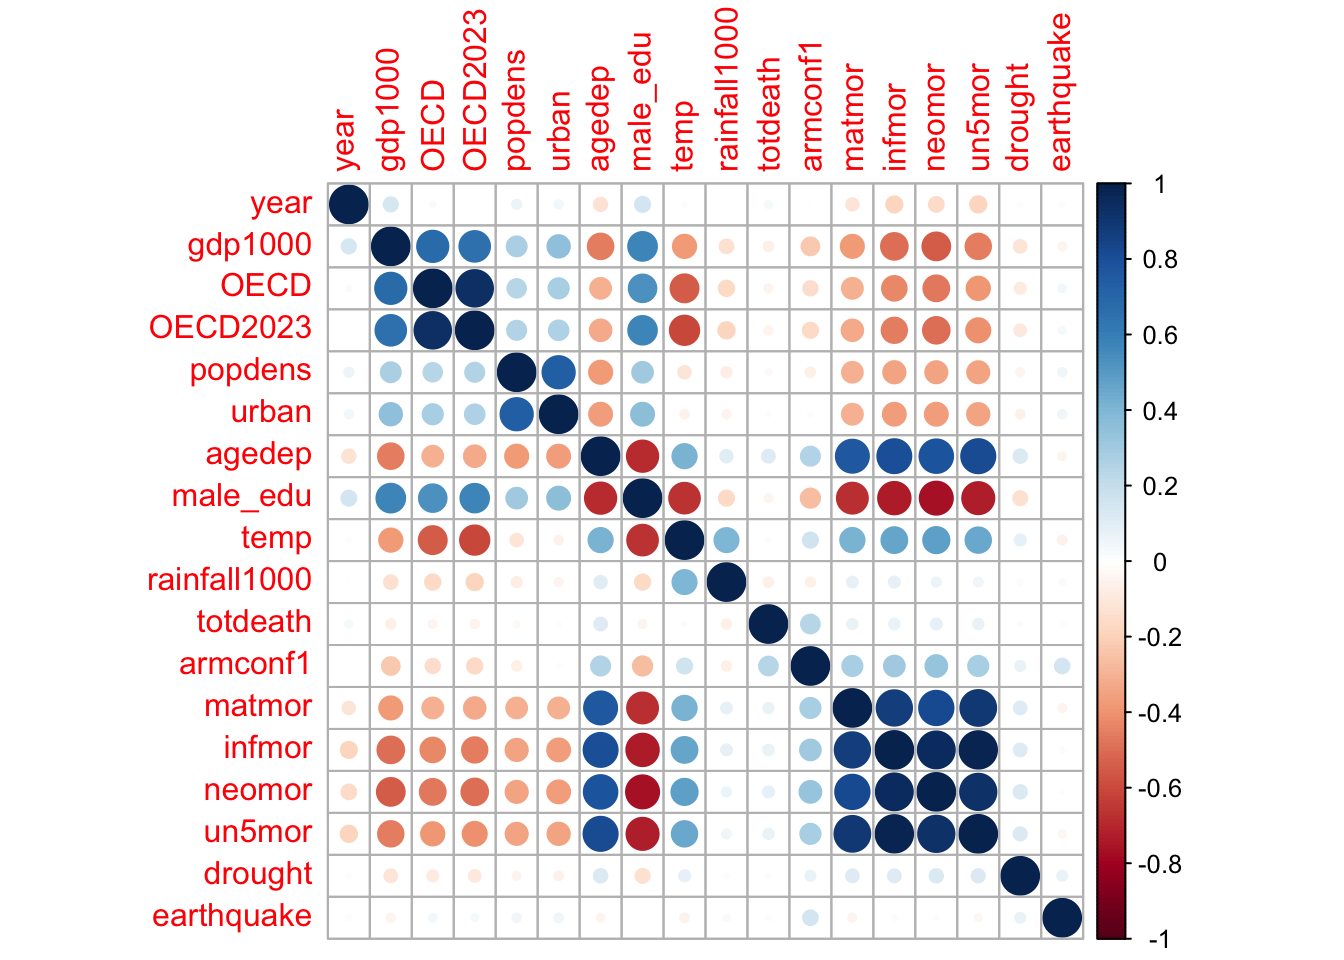 year
gdp1000
OECD
OECD2023
popdens
urban
agedep
male_edu
temp
rainfall1000
totdeath
armconf1
matmor
infmor
neomor
un5mor
drought
earthquake
year
gdp1000
OECD
OECD2023
popdens
urban
agedep
male_edu
temp
rainfall1000
totdeath
armconf1
matmor
infmor
neomor
un5mor
drought
earthquake
1
0.8
0.6
0.4
0.2
0
-0.2
-0.4
-0.6
-0.8
-1